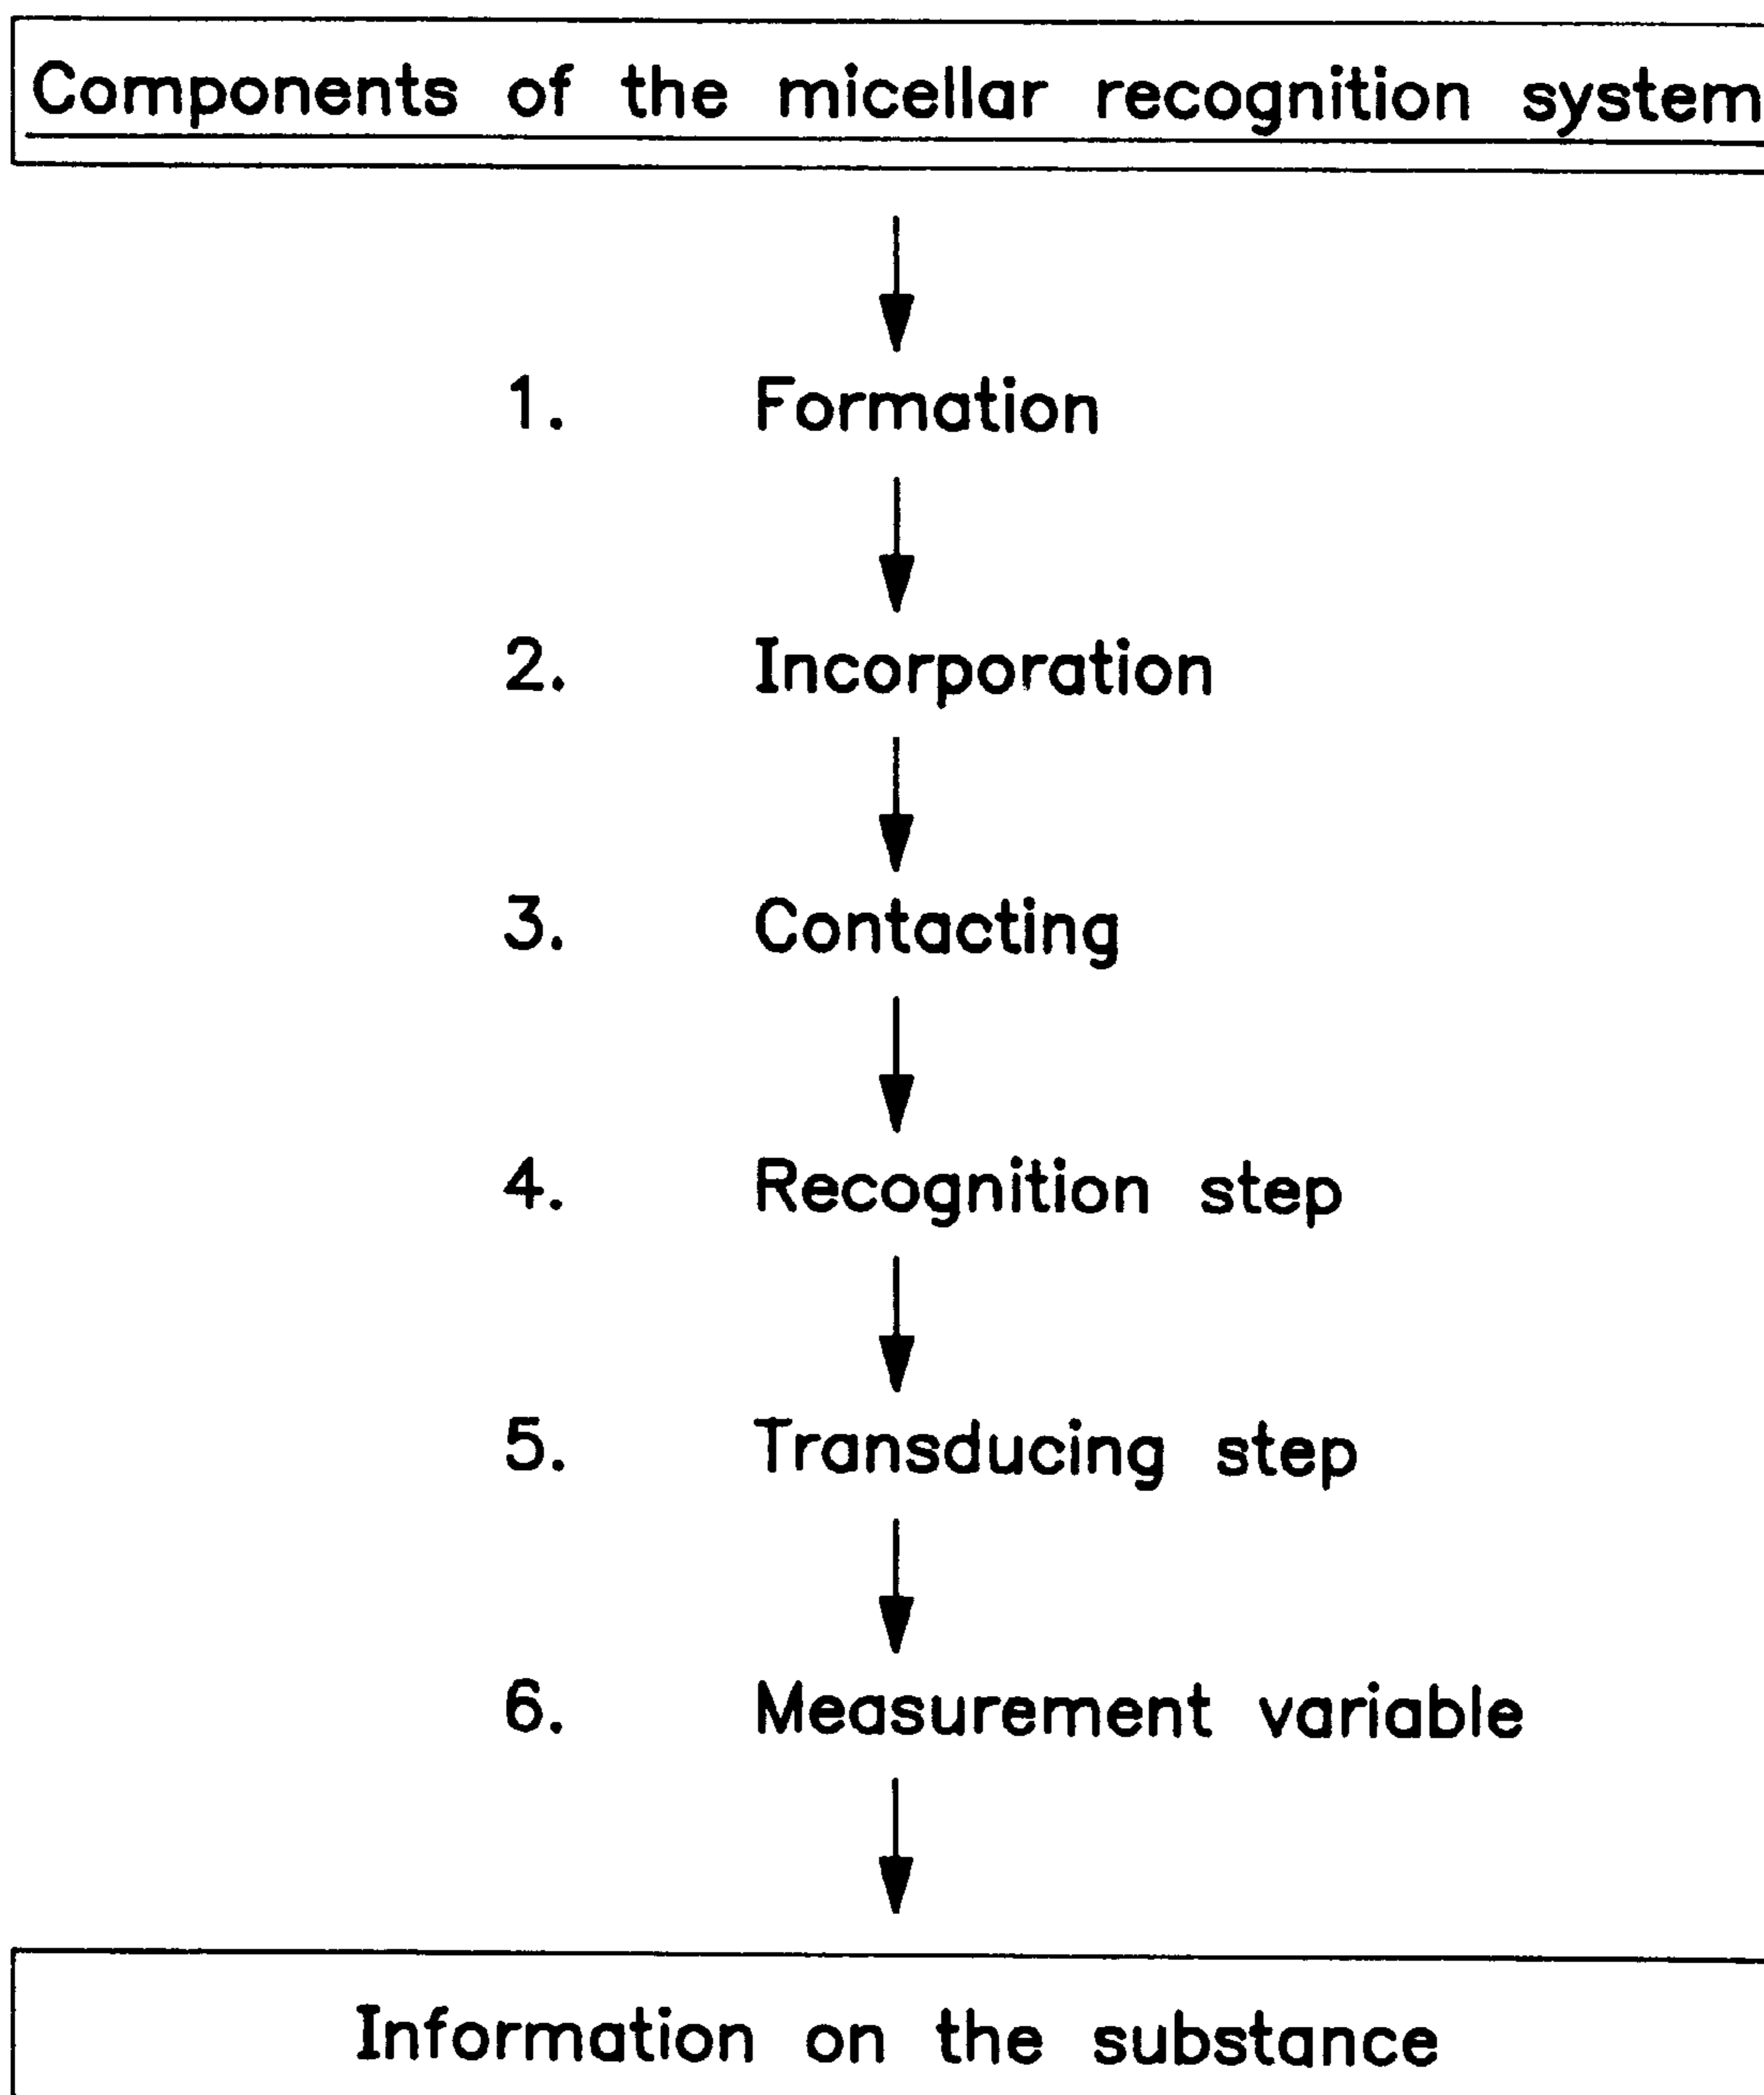 Components of the micellar recognition system
1. Formation
2. Incorporation
3. Contacting
4. Recognition step
5. Transducing step
6. Measurement variable
Information on the substance